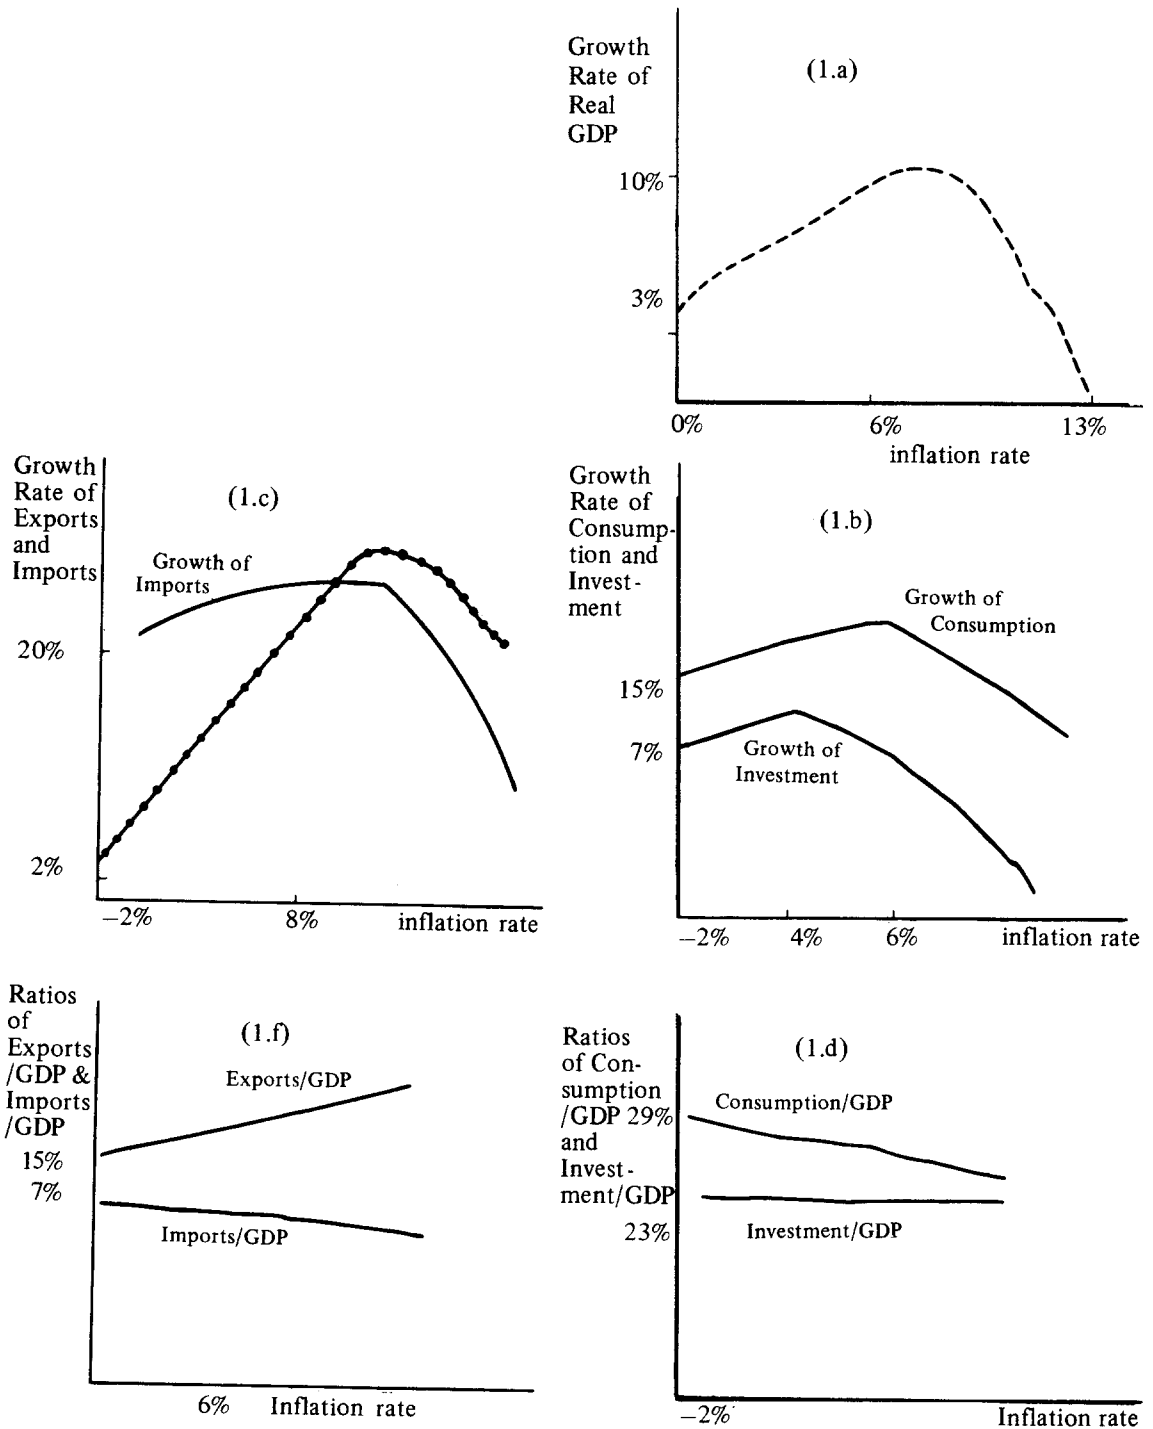 Growth
Rate of
Real
GDP
(1.a)
10%
3%
0%
6%
13%
inflation rate
Growth
Rate of
Exports
and
Imports
(1.c)
Growth of
Imports
20%
2%
−2%
8%
inflation rate
Growth
Rate of
Consump-
tion and
Invest-
ment
(1.b)
Growth of
Consumption
15%
7%
Growth of
Investment
−2%
4%
6%
inflation rate
Ratios
of
Exports
/GDP &
Imports
/GDP
(1.f)
Exports/GDP
15%
7%
Imports/GDP
6%
Inflation rate
Ratios
of Con-
sumption
/GDP 29%
and
Invest-
ment/GDP
(1.d)
Consumption/GDP
23%
Investment/GDP
−2%
Inflation rate